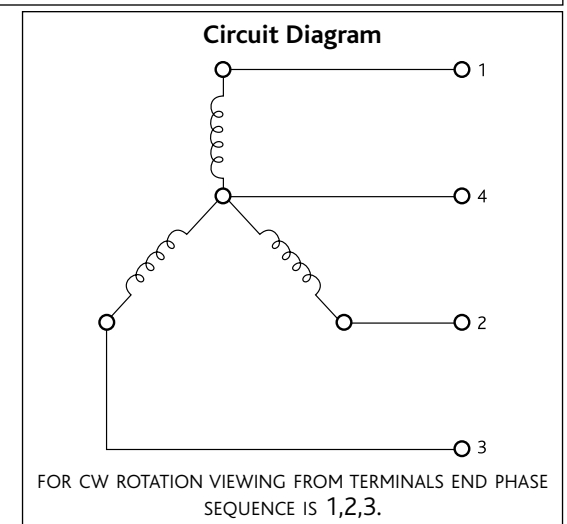 Circuit Diagram
1
4
2
3
FOR CW ROTATION VIEWING FROM TERMINALS END PHASE
SEQUENCE IS 1,2,3.